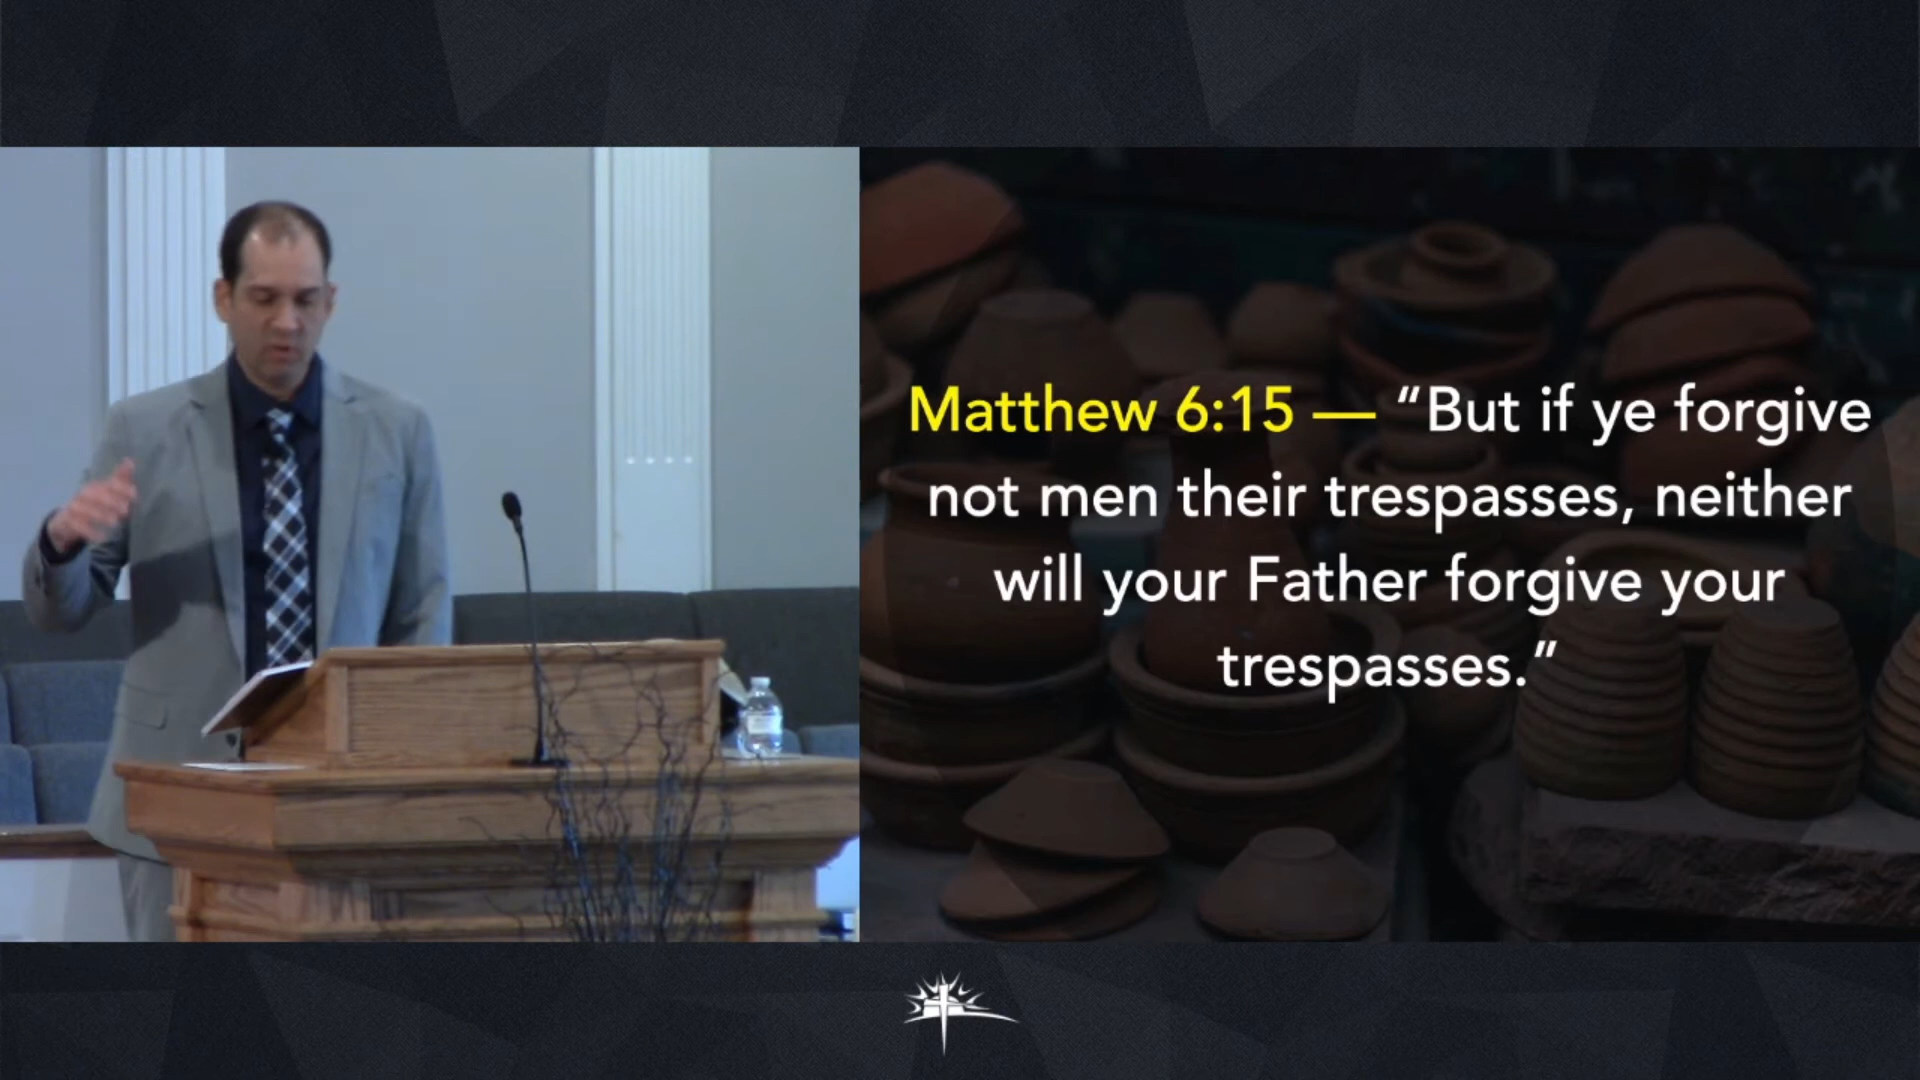 Matthew 6:15 — “But if ye forgive
not men their trespasses, neither
will your Father forgive your
trespasses.”